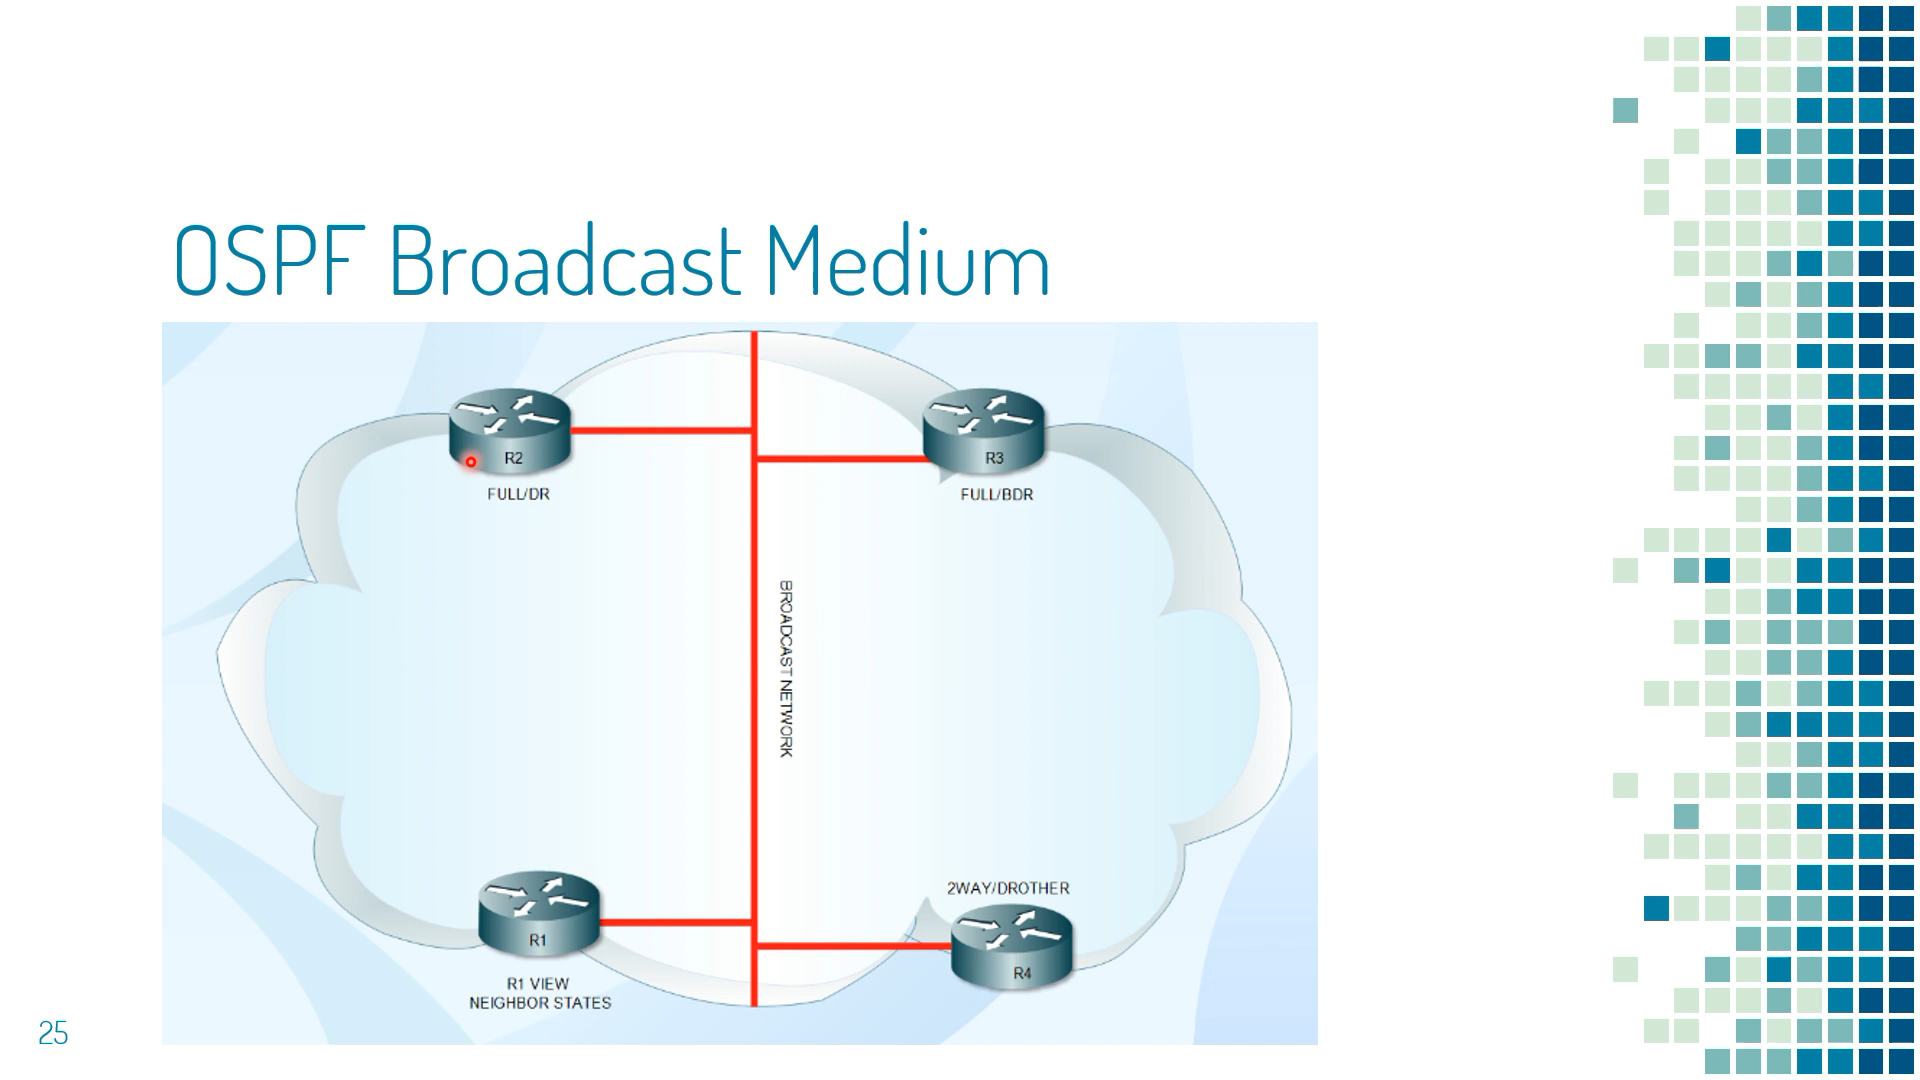 OSPF Broadcast Medium
R2
FULL/DR
R3
FULL/BDR
BROADCAST NETWORK
R1
R1 VIEW
NEIGHBOR STATES
2WAY/DROTHER
R4
25